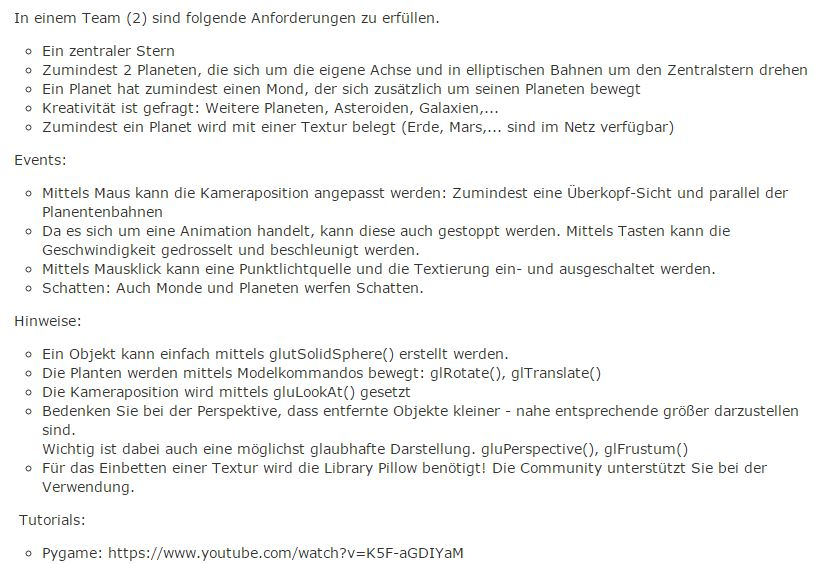 In einem Team (2) sind folgende Anforderungen zu erfüllen.
Ein zentraler Stern
Zumindest 2 Planeten, die sich um die eigene Achse und in elliptischen Bahnen um den Zentralstern drehen
Ein Planet hat zumindest einen Mond, der sich zusätzlich um seinen Planeten bewegt
Kreativität ist gefragt: Weitere Planeten, Asteroiden, Galaxien,...
Zumindest ein Planet wird mit einer Textur belegt (Erde, Mars,... sind im Netz verfügbar)
Events:
Mittels Maus kann die Kameraposition angepasst werden: Zumindest eine Überkopf-Sicht und parallel der
Planentenbahnen
Da es sich um eine Animation handelt, kann diese auch gestoppt werden. Mittels Tasten kann die
Geschwindigkeit gedrosselt und beschleunigt werden.
Mittels Mausklick kann eine Punktlichtquelle und die Textierung ein- und ausgeschaltet werden.
Schatten: Auch Monde und Planeten werfen Schatten.
Hinweise:
Ein Objekt kann einfach mittels glutSolidSphere() erstellt werden.
Die Planten werden mittels Modelkommandos bewegt: glRotate(), glTranslate()
Die Kameraposition wird mittels gluLookAt() gesetzt
Bedenken Sie bei der Perspektive, dass entfernte Objekte kleiner - nahe entsprechende größer darzustellen
sind.
Wichtig ist dabei auch eine möglichst glaubhafte Darstellung. gluPerspective(), glFrustum()
Für das Einbetten einer Textur wird die Library Pillow benötigt! Die Community unterstützt Sie bei der
Verwendung.
Tutorials:
Pygame: https://www.youtube.com/watch?v=K5F-aGDIYaM